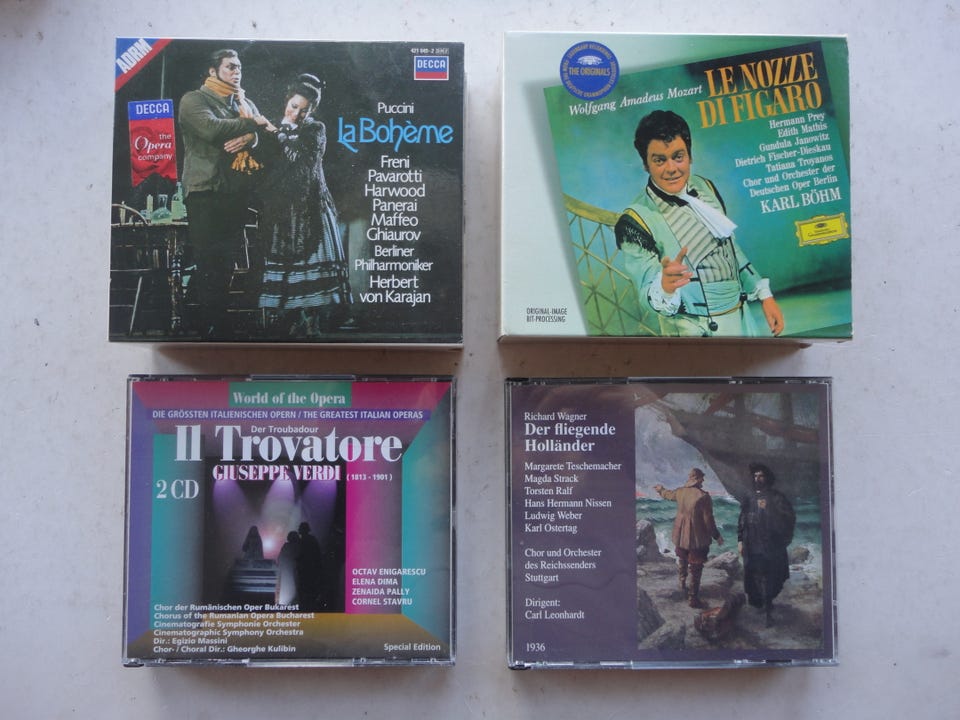 ADRM
421 049-2
DECCA
DECCA
the
Opera
company
Puccini
La Bohème
Freni
Pavarotti
Harwood
Panerai
Maffeo
Ghiaurov
Berliner
Philharmoniker
Herbert
von Karajan
THE ORIGINALS
Wolfgang Amadeus Mozart
LE NOZZE
DI FIGARO
Hermann Prey
Edith Mathis
Gundula Janowitz
Dietrich Fischer-Dieskau
Tatiana Troyanos
Chor und Orchester der
Deutschen Oper Berlin
KARL BÖHM
ORIGINAL-IMAGE
BIT-PROCESSING
World of the Opera
DIE GRÖSSTEN ITALIENISCHEN OPERN / THE GREATEST ITALIAN OPERAS
Der Troubadour
Il Trovatore
GIUSEPPE VERDI (1813 - 1901)
2 CD
OCTAV ENIGARESCU
ELENA DIMA
ZENAIDA PALLY
CORNEL STAVRU
Chor der Rumänischen Oper Bukarest
Chorus of the Rumanian Opera Bucharest
Cinematografie Symphonie Orchester
Cinematographic Symphony Orchestra
Dir.: Egizio Massini
Chor- / Choral Dir.: Gheorghe Kulibin
Special Edition
Richard Wagner
Der fliegende
Holländer
Margarete Teschemacher
Magda Strack
Torsten Ralf
Hans Hermann Nissen
Ludwig Weber
Karl Ostertag
Chor und Orchester
des Reichssenders
Stuttgart
Dirigent:
Carl Leonhardt
1936